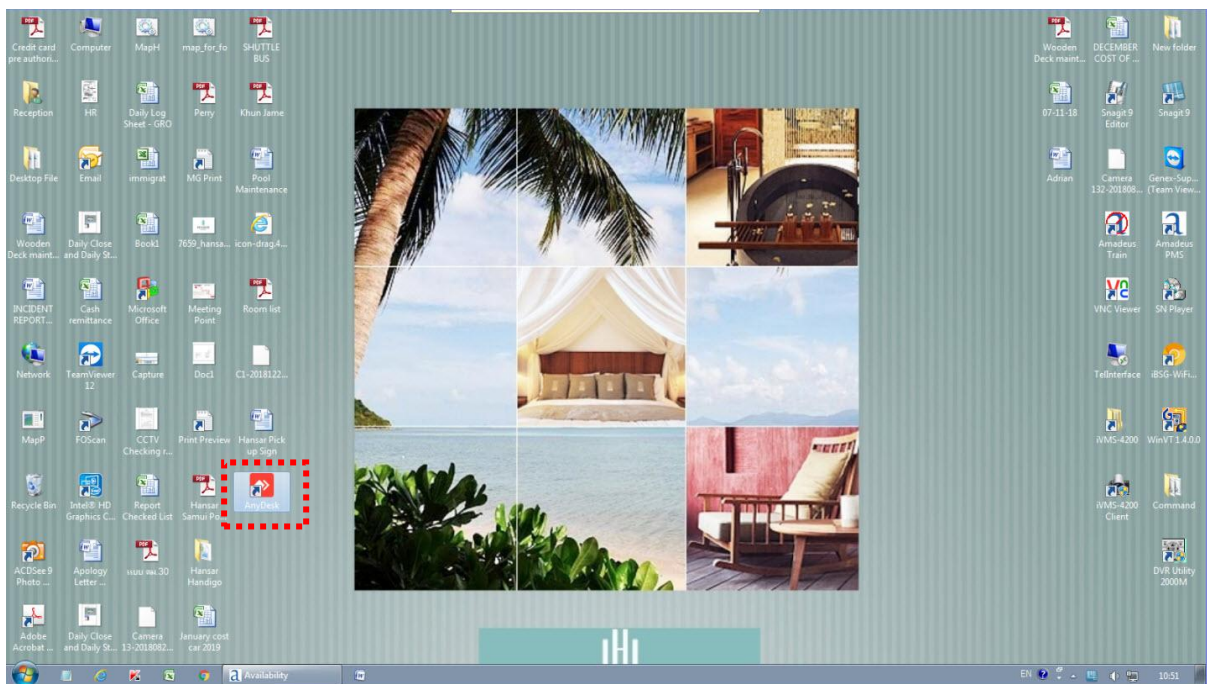 Credit card
pre authori...
Computer
MapH
map_for_fo
SHUTTLE
BUS
Wooden
Deck maint...
DECEMBER
COST OF ...
New folder
Reception
HR
Daily Log
Sheet - GRO
Perry
Khun Jame
07-11-18
Snagit 9
Editor
Snagit 9
Desktop File
Email
immigrat
MG Print
Pool
Maintenance
Adrian
Camera
132-201808...
Genex-Sup...
(Team View...
Wooden
Deck maint...
Daily Close
and Daily St...
Book1
7659_hansa...
icon-drag.4...
Amadeus
Train
Amadeus
PMS
INCIDENT
REPORT...
Cash
remittance
Microsoft
Office
Meeting
Point
Room list
VNC Viewer
SN Player
Network
TeamViewer
12
Capture
Doc1
C1-2018122...
TelInterface
iBSG-WiFi...
MapP
FOScan
CCTV
Checking r...
Print Preview
Hansar Pick
up Sign
iVMS-4200
WinVT 1.4.0.0
Recycle Bin
Intel® HD
Graphics C...
Report
Checked List
Hansar
Samui Po...
AnyDesk
iVMS-4200
Client
Command
ACDSee 9
Photo ...
Apology
Letter ...
Hansar
Handigo
DVR Utility
2000M
Adobe
Acrobat ...
Daily Close
and Daily St...
Camera
13-2018082...
January cost
car 2019
Availability
EN
10:51